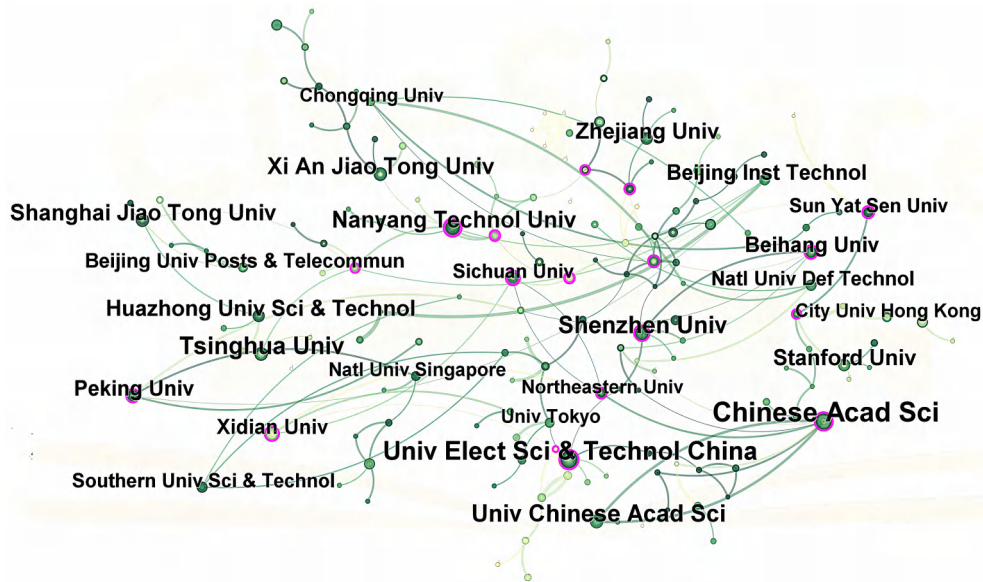 Chongqing Univ
Zhejiang Univ
Xi An Jiao Tong Univ
Beijing Inst Technol
Sun Yat Sen Univ
Shanghai Jiao Tong Univ
Nanyang Technol Univ
Beihang Univ
Beijing Univ Posts & Telecommun
Sichuan Univ
Natl Univ Def Technol
Huazhong Univ Sci & Technol
City Univ Hong Kong
Shenzhen Univ
Tsinghua Univ
Stanford Univ
Natl Univ Singapore
Peking Univ
Northeastern Univ
Chinese Acad Sci
Univ Tokyo
Xidian Univ
Univ Elect Sci & Technol China
Southern Univ Sci & Technol
Univ Chinese Acad Sci